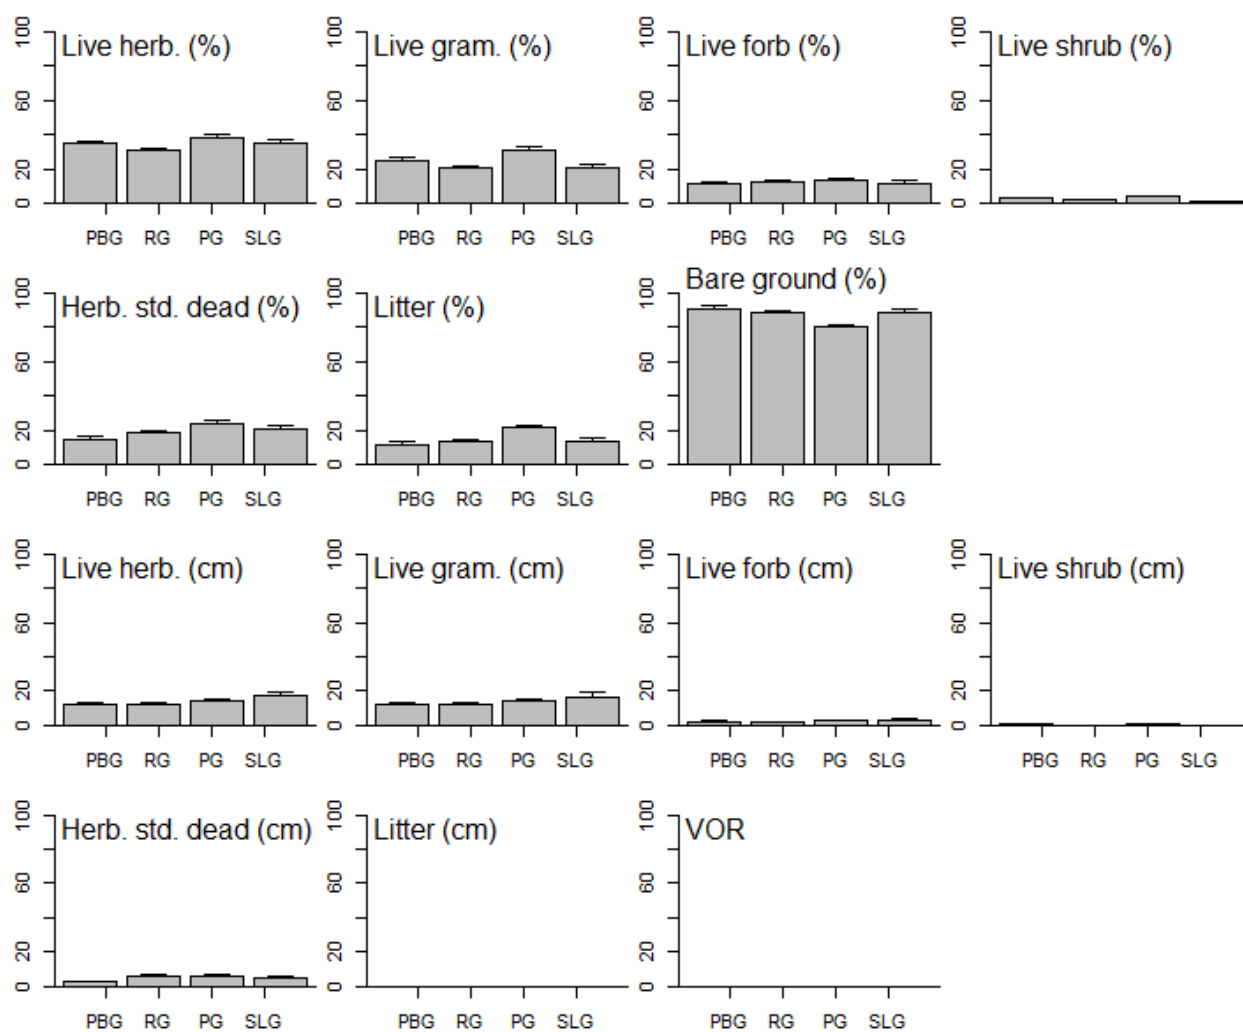 Live herb. (%)
0 20 60 100
PBG RG PG SLG
Live gram. (%)
0 20 60 100
PBG RG PG SLG
Live forb (%)
0 20 60 100
PBG RG PG SLG
Live shrub (%)
0 20 60 100
PBG RG PG SLG
Herb. std. dead (%)
0 20 60 100
PBG RG PG SLG
Litter (%)
0 20 60 100
PBG RG PG SLG
Bare ground (%)
0 20 60 100
PBG RG PG SLG
Live herb. (cm)
0 20 60 100
PBG RG PG SLG
Live gram. (cm)
0 20 60 100
PBG RG PG SLG
Live forb (cm)
0 20 60 100
PBG RG PG SLG
Live shrub (cm)
0 20 60 100
PBG RG PG SLG
Herb. std. dead (cm)
0 20 60 100
PBG RG PG SLG
Litter (cm)
0 20 60 100
PBG RG PG SLG
VOR
0 20 60 100
PBG RG PG SLG